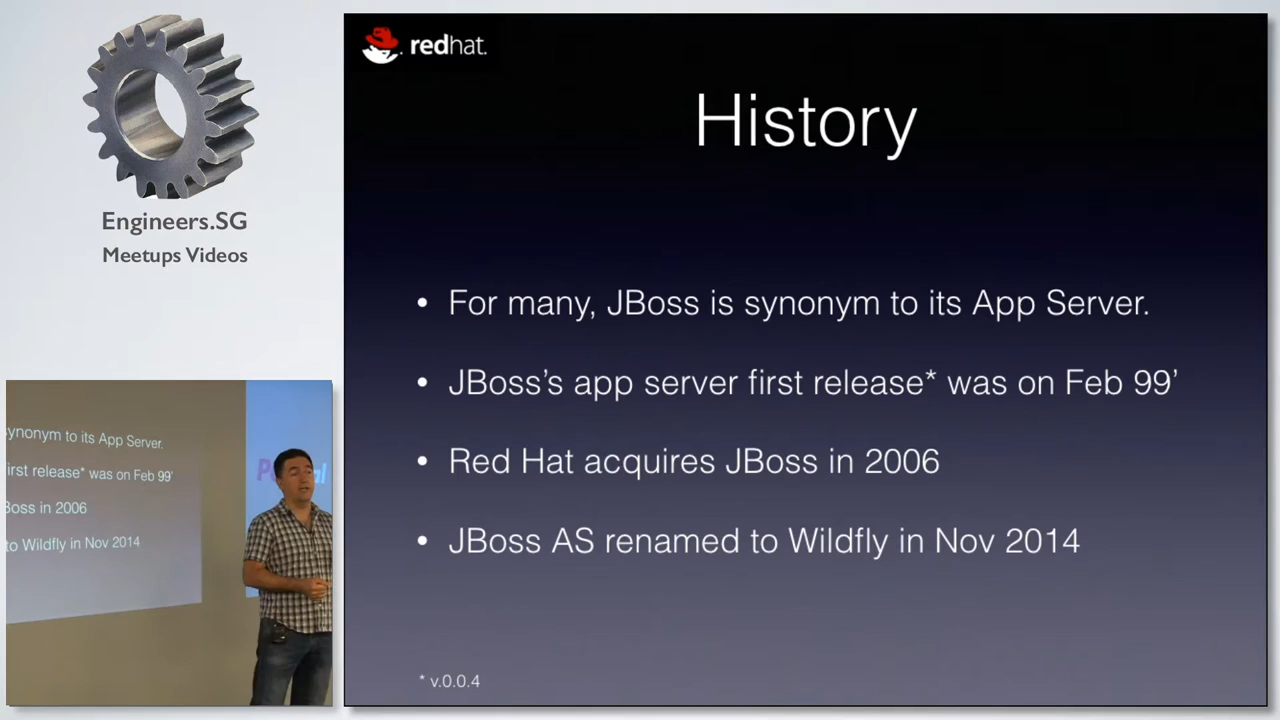 Engineers.SG
Meetups Videos
redhat.
History
• For many, JBoss is synonym to its App Server.
• JBoss’s app server first release* was on Feb 99’
• Red Hat acquires JBoss in 2006
• JBoss AS renamed to Wildfly in Nov 2014
* v.0.0.4
synonym to its App Server.
irst release* was on Feb 99'
Boss in 2006
to Wildfly in Nov 2014